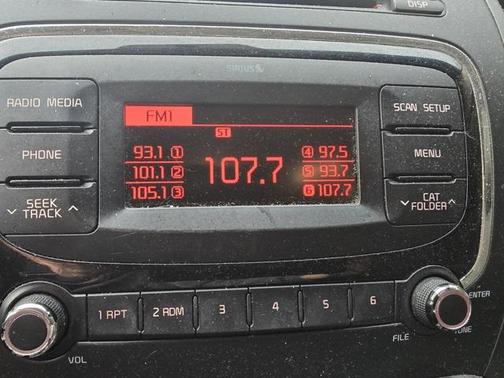 DISP
SIRIUS
RADIO MEDIA
FM1
SCAN SETUP
ST
PHONE
93.1 1
107.7
4 97.5
MENU
101.1 2
5 93.7
SEEK
TRACK
105.1 3
6 107.7
CAT
FOLDER
1 RPT
2 RDM
3
4
5
6
ENTER
VOL
FILE
TUNE